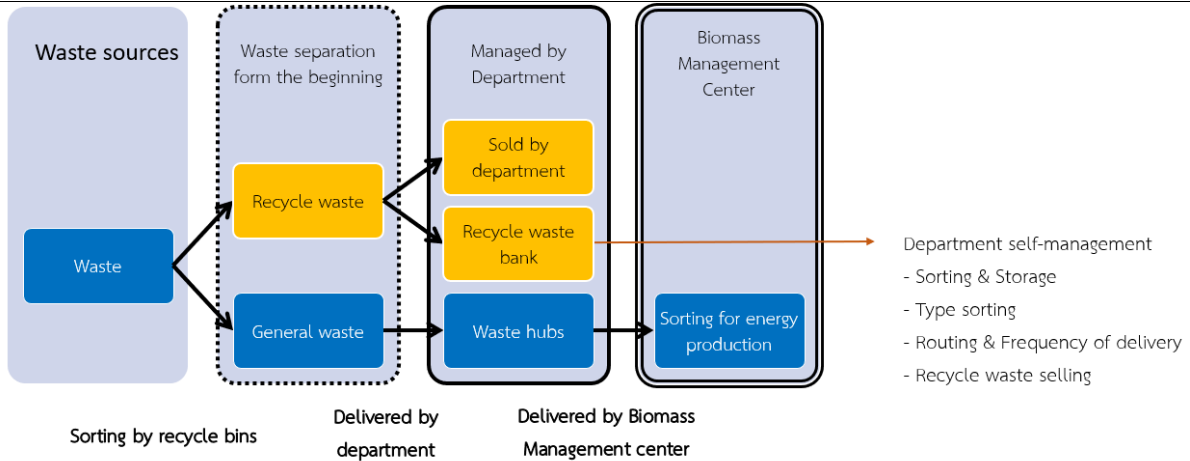 Waste sources
Waste separation
form the beginning
Managed by
Department
Biomass
Management
Center
Sold by
department
Recycle waste
Recycle waste
bank
Waste
General waste
Waste hubs
Sorting for energy
production
Department self-management
- Sorting & Storage
- Type sorting
- Routing & Frequency of delivery
- Recycle waste selling
Sorting by recycle bins
Delivered by
department
Delivered by Biomass
Management center